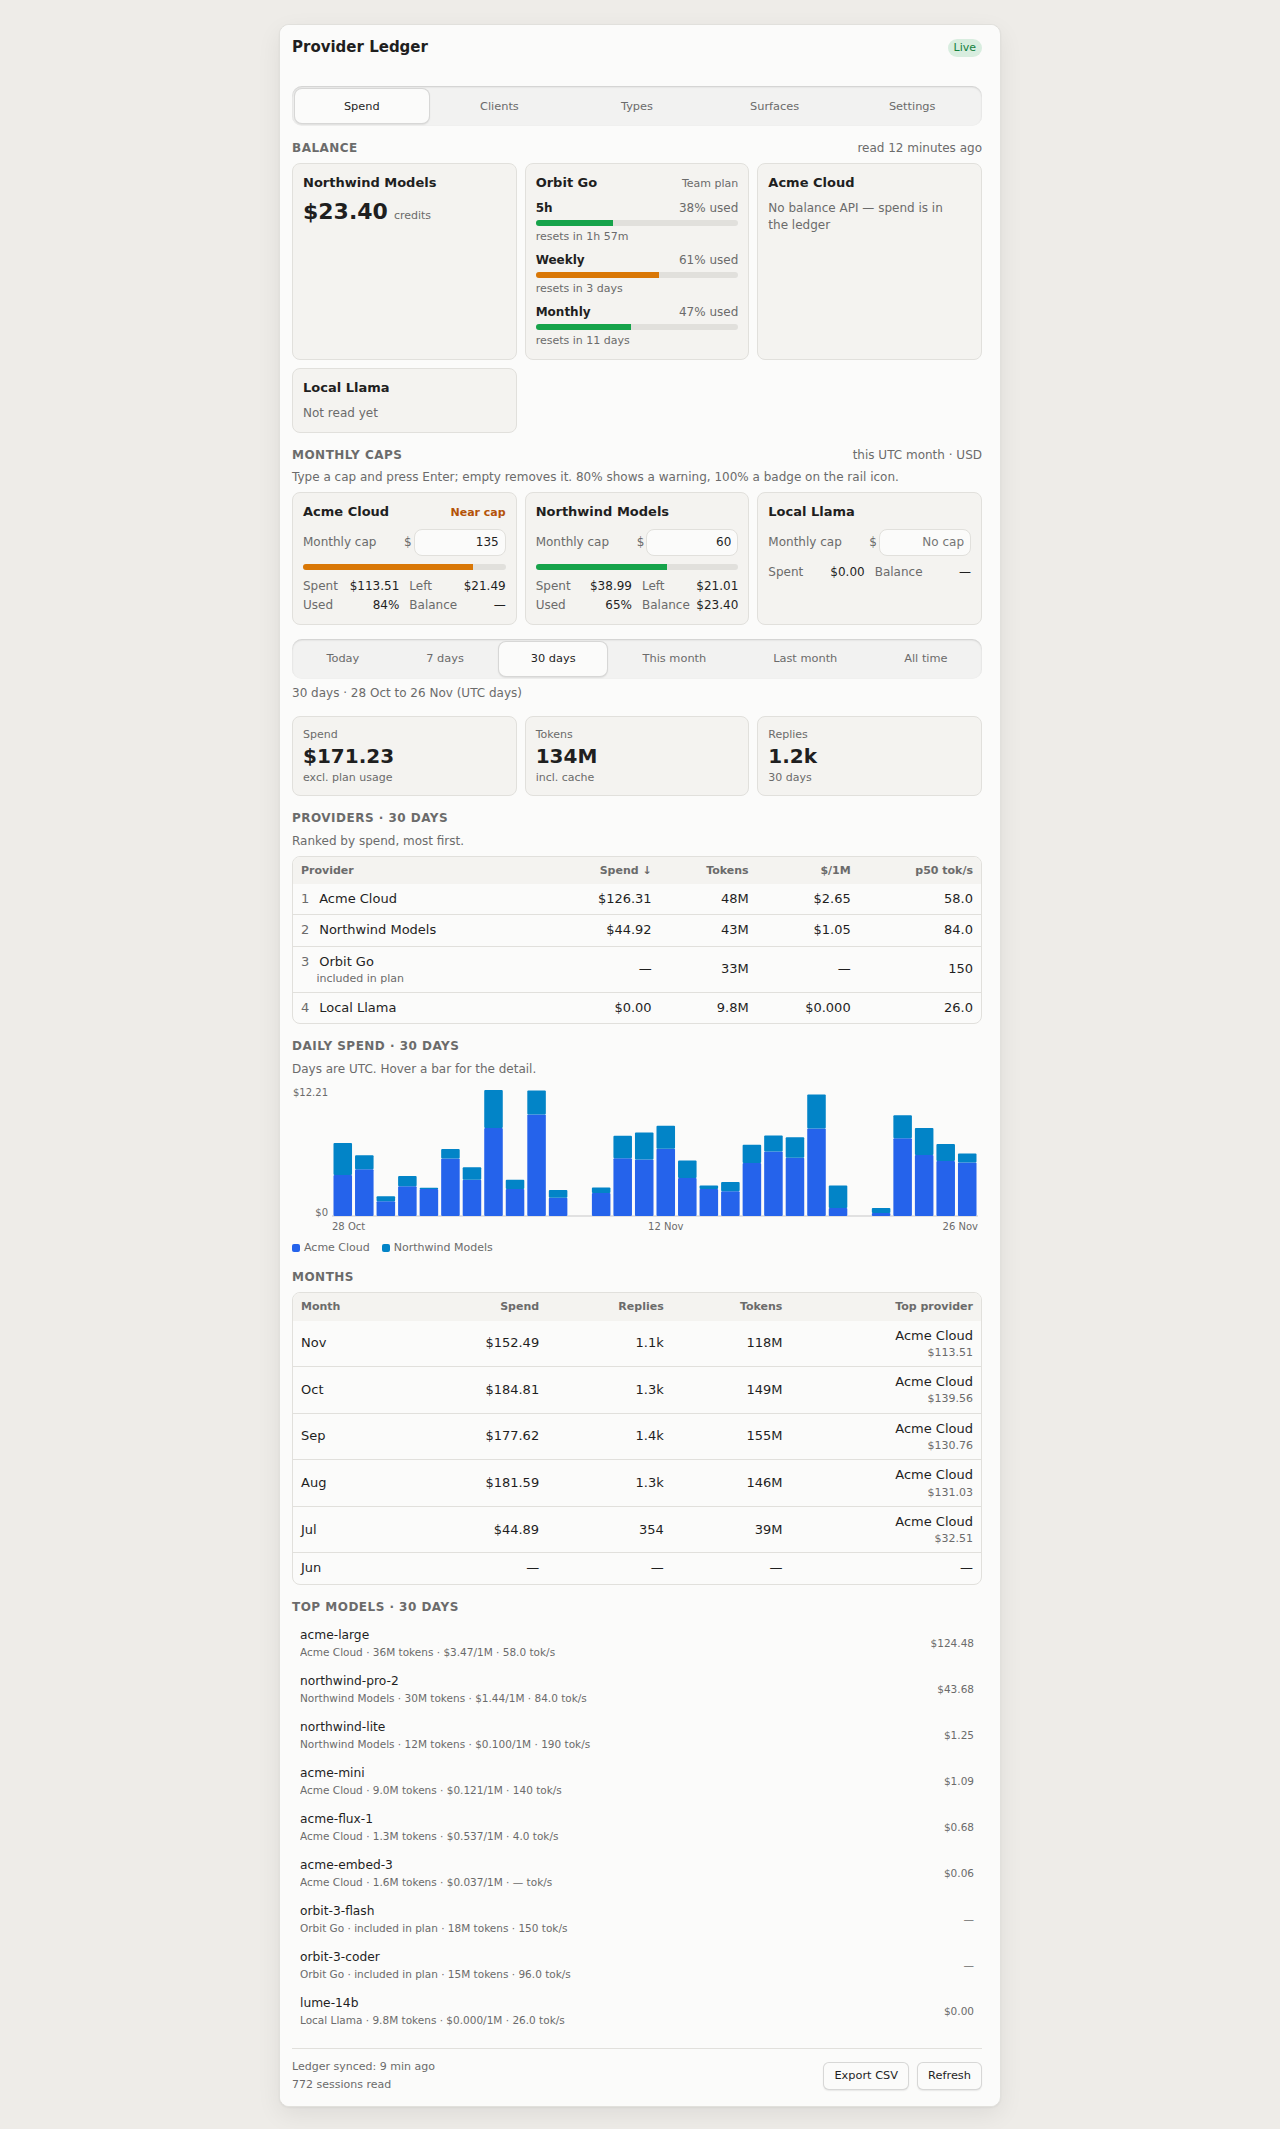 Provider Ledger
Live
Spend
Clients
Types
Surfaces
Settings
BALANCE
read 12 minutes ago
Northwind Models
$23.40 credits
Orbit Go
Team plan
5h
38% used
resets in 1h 57m
Weekly
61% used
resets in 3 days
Monthly
47% used
resets in 11 days
Acme Cloud
No balance API — spend is in
the ledger
Local Llama
Not read yet
MONTHLY CAPS
this UTC month · USD
Type a cap and press Enter; empty removes it. 80% shows a warning, 100% a badge on the rail icon.
Acme Cloud
Near cap
Monthly cap $ 135
Spent $113.51 Left $21.49
Used 84% Balance —
Northwind Models
Monthly cap $ 60
Spent $38.99 Left $21.01
Used 65% Balance $23.40
Local Llama
Monthly cap $ No cap
Spent $0.00 Balance —
Today
7 days
30 days
This month
Last month
All time
30 days · 28 Oct to 26 Nov (UTC days)
Spend
$171.23
excl. plan usage
Tokens
134M
incl. cache
Replies
1.2k
30 days
PROVIDERS · 30 DAYS
Ranked by spend, most first.
Provider Spend ↓ Tokens $/1M p50 tok/s
1 Acme Cloud $126.31 48M $2.65 58.0
2 Northwind Models $44.92 43M $1.05 84.0
3 Orbit Go — 33M — 150
included in plan
4 Local Llama $0.00 9.8M $0.000 26.0
DAILY SPEND · 30 DAYS
Days are UTC. Hover a bar for the detail.
$12.21
$0
28 Oct 12 Nov 26 Nov
Acme Cloud Northwind Models
MONTHS
Month Spend Replies Tokens Top provider
Nov $152.49 1.1k 118M Acme Cloud
$113.51
Oct $184.81 1.3k 149M Acme Cloud
$139.56
Sep $177.62 1.4k 155M Acme Cloud
$130.76
Aug $181.59 1.3k 146M Acme Cloud
$131.03
Jul $44.89 354 39M Acme Cloud
$32.51
Jun — — — —
TOP MODELS · 30 DAYS
acme-large
Acme Cloud · 36M tokens · $3.47/1M · 58.0 tok/s
$124.48
northwind-pro-2
Northwind Models · 30M tokens · $1.44/1M · 84.0 tok/s
$43.68
northwind-lite
Northwind Models · 12M tokens · $0.100/1M · 190 tok/s
$1.25
acme-mini
Acme Cloud · 9.0M tokens · $0.121/1M · 140 tok/s
$1.09
acme-flux-1
Acme Cloud · 1.3M tokens · $0.537/1M · 4.0 tok/s
$0.68
acme-embed-3
Acme Cloud · 1.6M tokens · $0.037/1M · — tok/s
$0.06
orbit-3-flash
Orbit Go · included in plan · 18M tokens · 150 tok/s
—
orbit-3-coder
Orbit Go · included in plan · 15M tokens · 96.0 tok/s
—
lume-14b
Local Llama · 9.8M tokens · $0.000/1M · 26.0 tok/s
$0.00
Ledger synced: 9 min ago
772 sessions read
Export CSV
Refresh